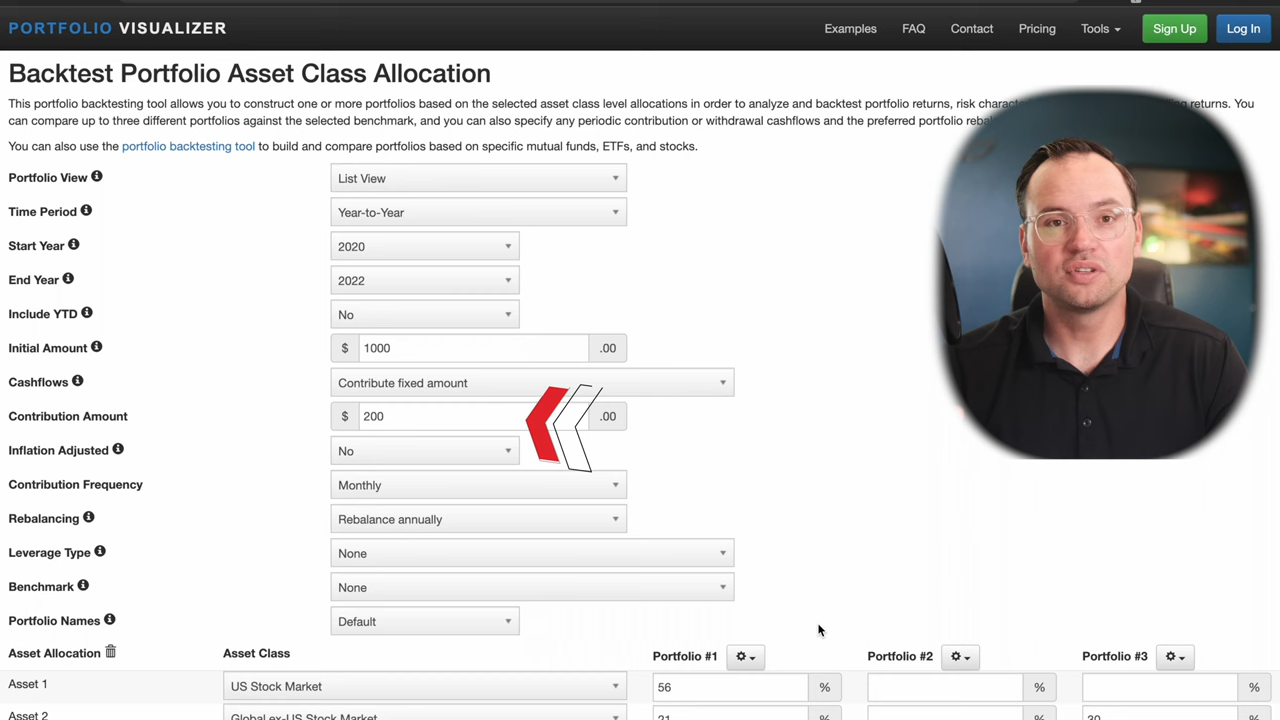 PORTFOLIO VISUALIZER
Examples
FAQ
Contact
Pricing
Tools
Sign Up
Log In
Backtest Portfolio Asset Class Allocation
This portfolio backtesting tool allows you to construct one or more portfolios based on the selected asset class level allocations in order to analyze and backtest portfolio returns, risk returns. You
can compare up to three different portfolios against the selected benchmark, and you can also specify any periodic contribution or withdrawal cashflows and the preferred portfolio
You can also use the portfolio backtesting tool to build and compare portfolios based on specific mutual funds, ETFs, and stocks.
Portfolio View List View
Time Period Year-to-Year
Start Year 2020
End Year 2022
Include YTD No
Initial Amount $ 1000 .00
Cashflows Contribute fixed amount
Contribution Amount $ 200 .00
Inflation Adjusted No
Contribution Frequency Monthly
Rebalancing Rebalance annually
Leverage Type None
Benchmark None
Portfolio Names Default
Asset Allocation Asset Class Portfolio #1 Portfolio #2 Portfolio #3
Asset 1 US Stock Market 56 % % %
Asset 2 Global ex-US Stock Market 21 % % 30 %